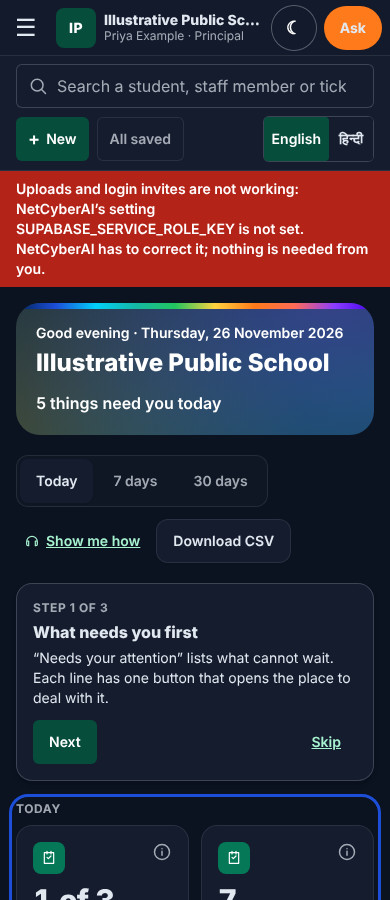 IP
Illustrative Public Sc...
Priya Example · Principal
Ask
Search a student, staff member or tick
+ New
All saved
English
हिन्दी
Uploads and login invites are not working:
NetCyberAI's setting
SUPABASE_SERVICE_ROLE_KEY is not set.
NetCyberAI has to correct it; nothing is needed from
you.
Good evening · Thursday, 26 November 2026
Illustrative Public School
5 things need you today
Today
7 days
30 days
Show me how
Download CSV
STEP 1 OF 3
What needs you first
“Needs your attention” lists what cannot wait.
Each line has one button that opens the place to
deal with it.
Next
Skip
TODAY
1 of 3
7